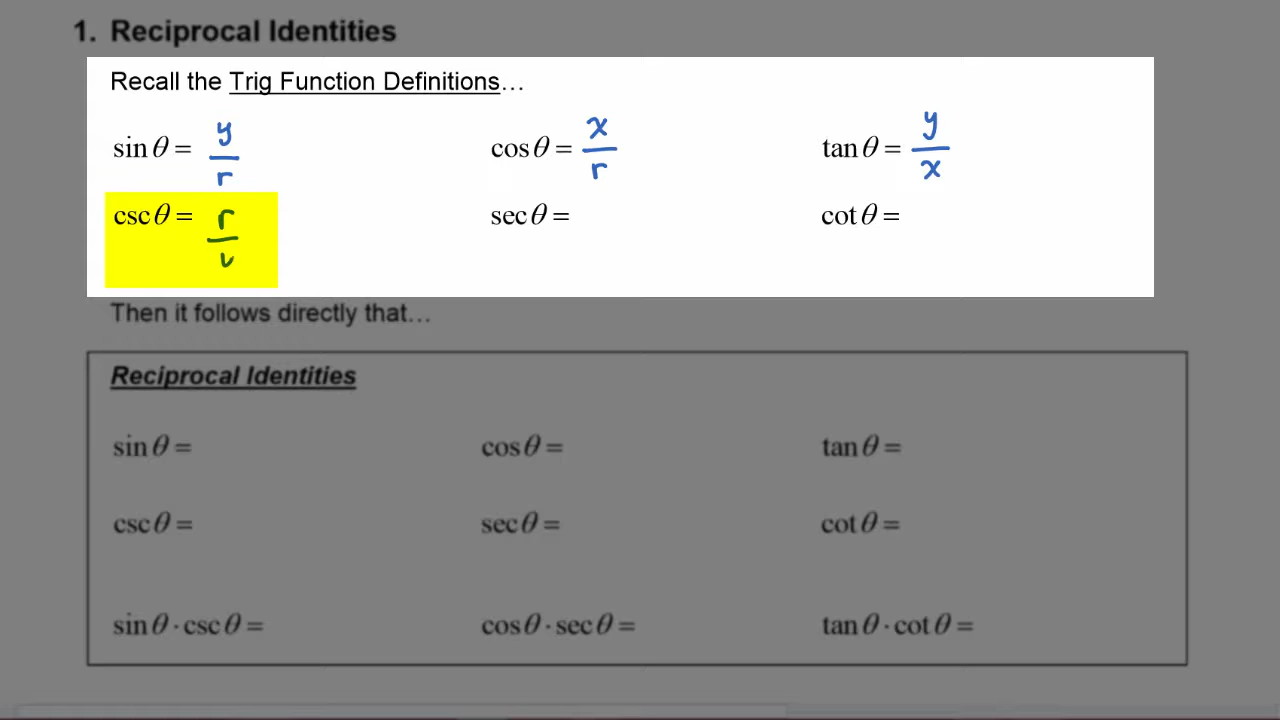 1. Reciprocal Identities
Recall the Trig Function Definitions…
sin θ = y/r cos θ = x/r tan θ = y/x
csc θ = r/ sec θ = cot θ =
Then it follows directly that…
Reciprocal Identities
sin θ = cos θ = tan θ =
csc θ = sec θ = cot θ =
sin θ · csc θ = cos θ · sec θ = tan θ · cot θ =